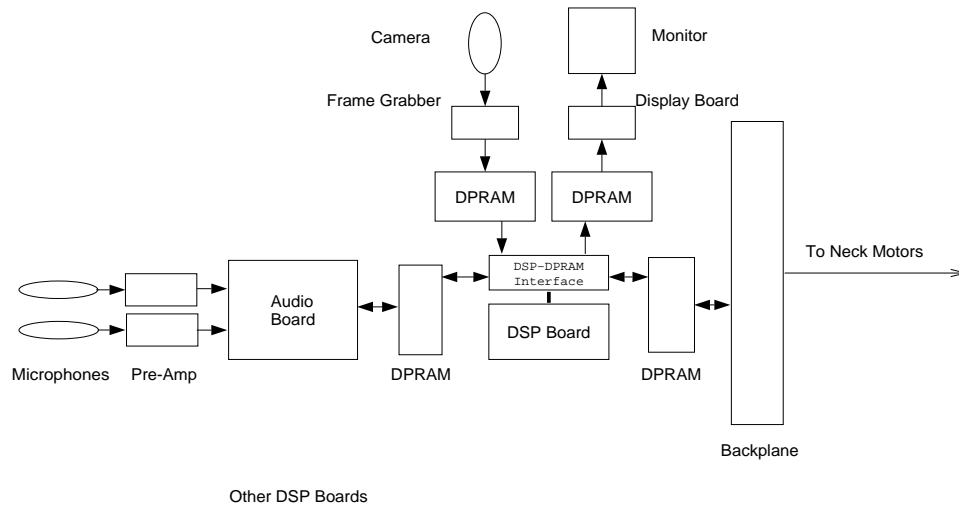 Camera
Monitor
Frame Grabber
Display Board
DPRAM
DPRAM
To Neck Motors
DSP-DPRAM
Interface
Audio
Board
DSP Board
Microphones
Pre-Amp
DPRAM
DPRAM
Backplane
Other DSP Boards